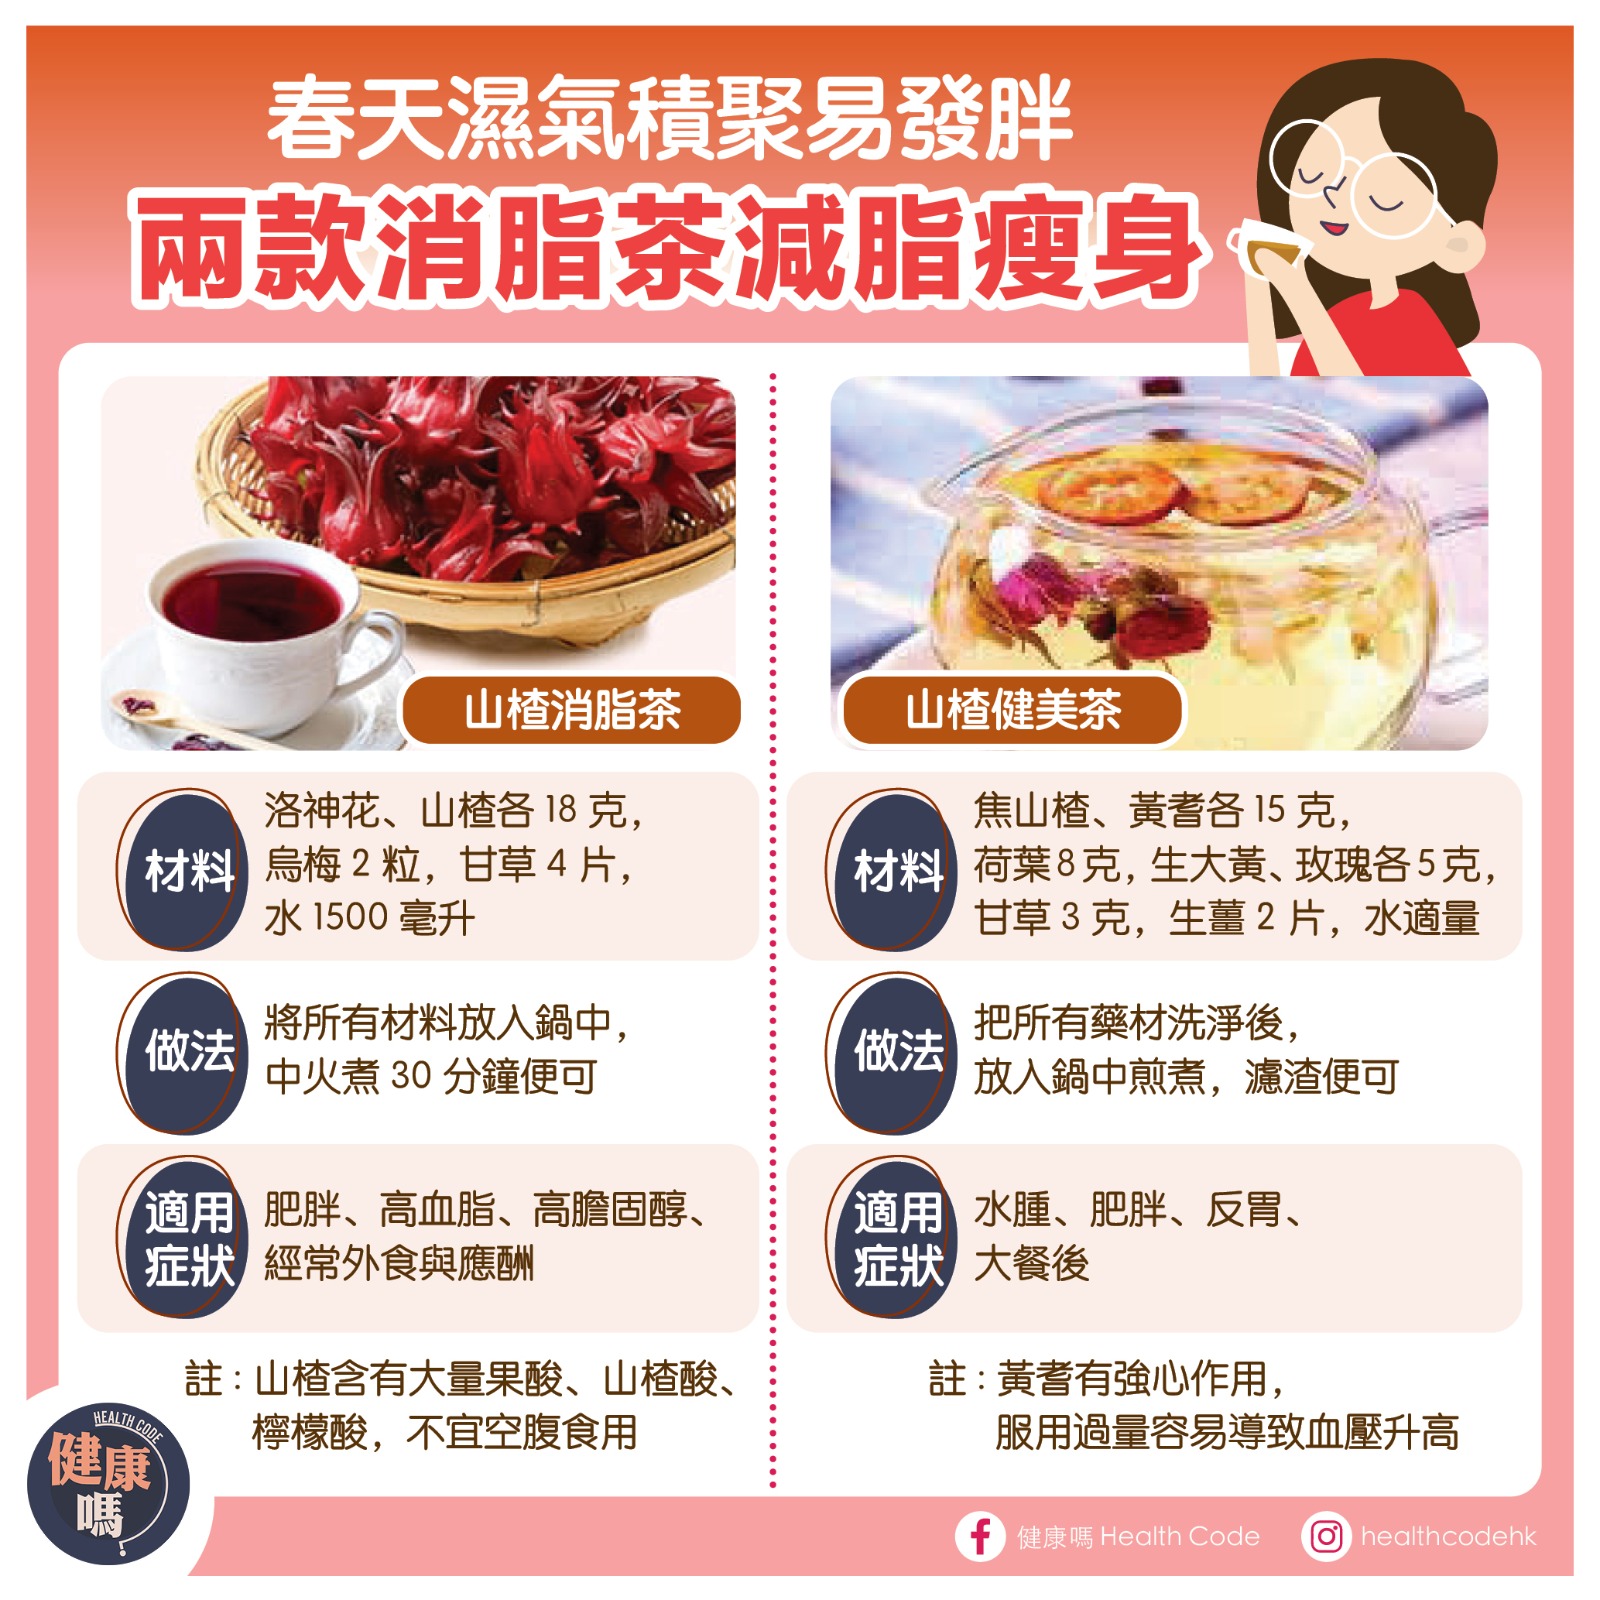 春天濕氣積聚易發胖
兩款消脂茶減脂瘦身
山楂消脂茶
材料
洛神花、山楂各 18 克，
烏梅 2 粒，甘草 4 片，
水 1500 毫升
做法
將所有材料放入鍋中，
中火煮 30 分鐘便可
適用
症狀
肥胖、高血脂、高膽固醇、
經常外食與應酬
註：山楂含有大量果酸、山楂酸、
檸檬酸，不宜空腹食用
山楂健美茶
材料
焦山楂、黃耆各 15 克，
荷葉 8 克，生大黃、玫瑰各 5 克，
甘草 3 克，生薑 2 片，水適量
做法
把所有藥材洗淨後，
放入鍋中煎煮，濾渣便可
適用
症狀
水腫、肥胖、反胃、
大餐後
註：黃耆有強心作用，
服用過量容易導致血壓升高
HEALTH CODE
健康
嗎?
健康嗎 Health Code
healthcodehk